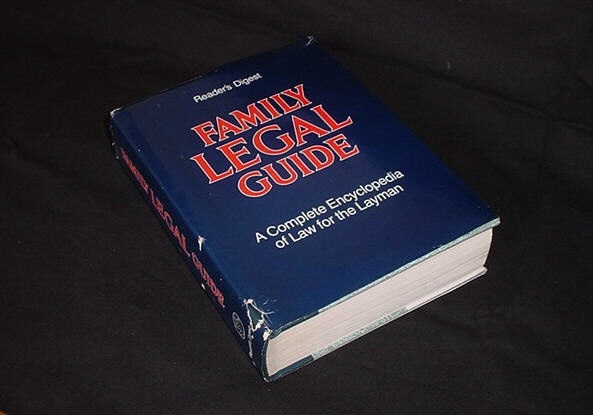 Reader's Digest
FAMILY
LEGAL
GUIDE
A Complete Encyclopedia
of Law for the Layman
FAMILY LEGAL GUIDE